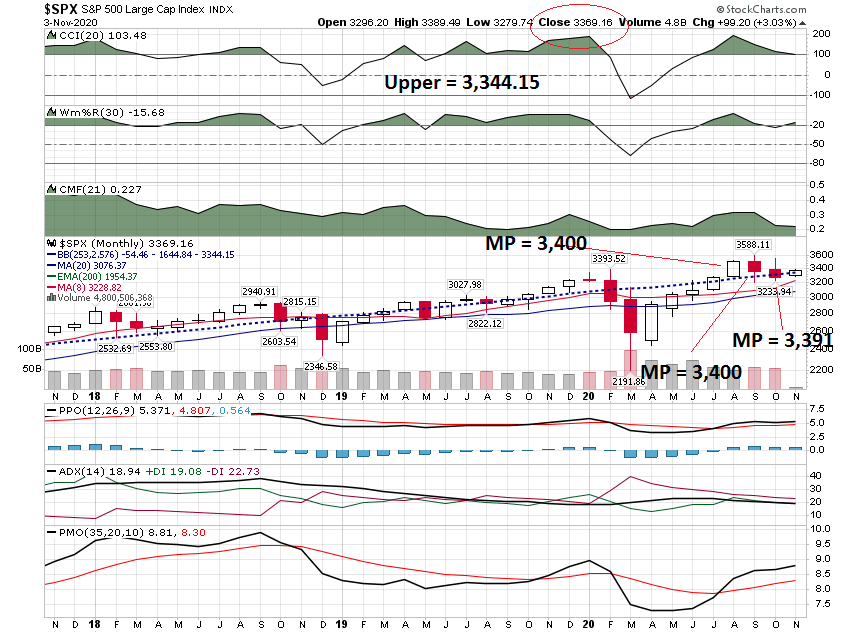 $SPX S&P 500 Large Cap Index INDX
© StockCharts.com
3-Nov-2020
Open 3296.20 High 3389.49 Low 3279.74 Close 3369.16 Volume 4.8B Chg +99.20 (+3.03%)
CCI(20) 103.48
200
100
0
-100
Upper = 3,344.15
Wm%R(30) -15.68
-20
-50
-80
CMF(21) 0.227
0.5
0.4
0.3
0.2
$SPX (Monthly) 3369.16
BB(253,2.576) -54.46 - 1644.84 - 3344.15
MA(20) 3076.37
EMA(200) 1954.37
MA(8) 3228.82
Volume 4,800,506,368
MP = 3,400
3588.11
3393.52
3600
3400
3233.94
3000
2800
2600
2400
2200
2940.91
2815.15
3027.98
2532.69
2553.80
2603.54
2822.12
2346.58
2191.86
MP = 3,391
MP = 3,400
100B
50B
N D 18 F M A M J J A S O N D 19 F M A M J J A S O N D 20 F M A M J J A S O N
PPO(12,26,9) 5.371, 4.807, 0.564
7.5
5.0
2.5
0.0
ADX(14) 18.94 +DI 19.08 -DI 22.73
40
30
20
10
PMO(35,20,10) 8.81, 8.30
10.0
9.5
9.0
8.5
8.0
7.5
N D 18 F M A M J J A S O N D 19 F M A M J J A S O N D 20 F M A M J J A S O N